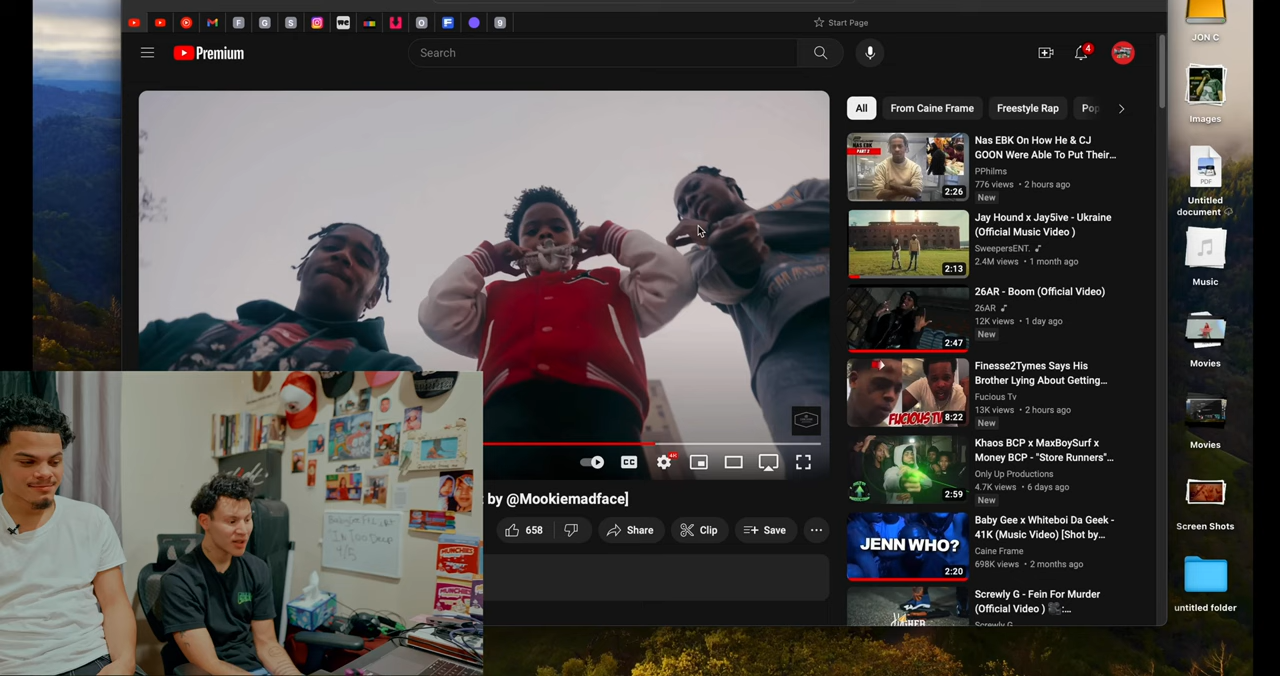 Start Page
Premium
Search
4
All
From Caine Frame
Freestyle Rap
Pop
Nas EBK On How He & CJ
GOON Were Able To Put Their...
PPhilms
776 views • 2 hours ago
New
2:26
Jay Hound x Jay5ive - Ukraine
(Official Music Video )
SweepersENT.
2.4M views • 1 month ago
2:13
26AR - Boom (Official Video)
26AR
12K views • 1 day ago
New
2:47
Finesse2Tymes Says His
Brother Lying About Getting...
Fucious Tv
13K views • 2 hours ago
New
FUCIOUS TV
8:22
Khaos BCP x MaxBoySurf x
Money BCP - "Store Runners"...
Only Up Productions
4.7K views • 6 days ago
New
2:59
Baby Gee x Whiteboi Da Geek -
41K (Music Video) [Shot by...
Caine Frame
698K views • 2 months ago
JENN WHO?
2:20
Screwly G - Fein For Murder
(Official Video )
Screwly G
CC
4K
by @Mookiemadface]
658
Share
Clip
Save
JON C
Images
PDF
Untitled
document
Music
Movies
Movies
Screen Shots
untitled folder